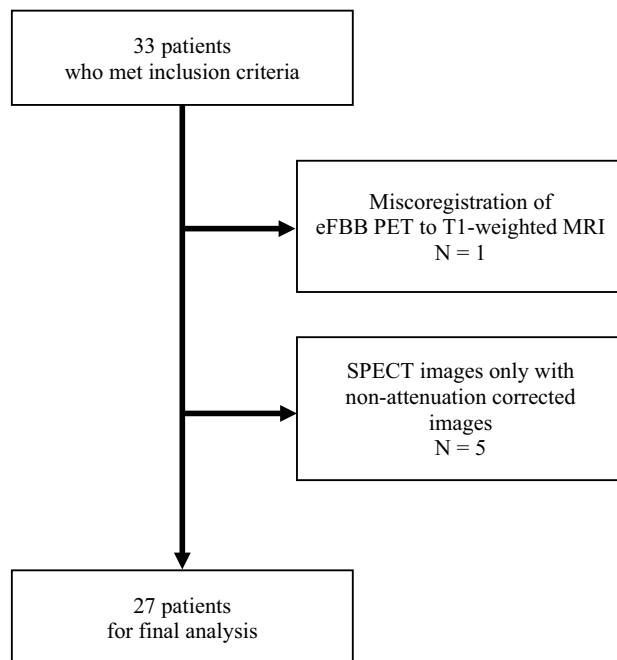 33 patients
who met inclusion criteria
Miscoregistration of
eFBB PET to T1-weighted MRI
N = 1
SPECT images only with
non-attenuation corrected
images
N = 5
27 patients
for final analysis